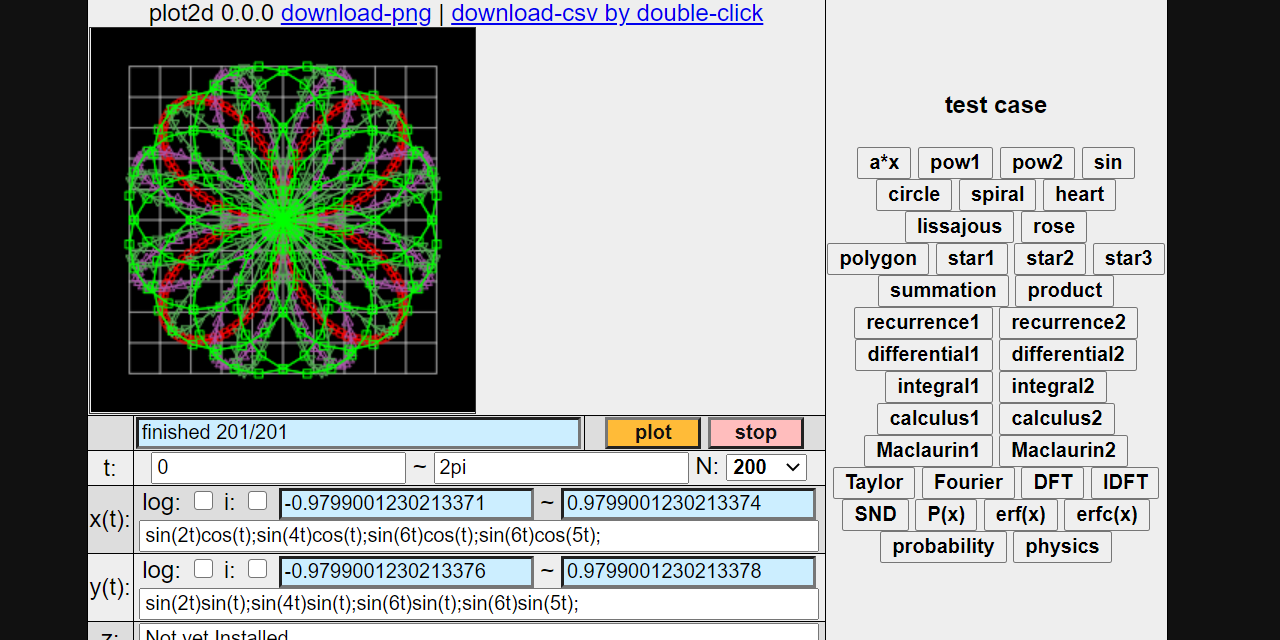 plot2d 0.0.0 download-png | download-csv by double-click
finished 201/201 plot stop
t: 0 ~ 2pi N: 200
x(t): log: i: -0.9799001230213371 ~ 0.9799001230213374
sin(2t)cos(t);sin(4t)cos(t);sin(6t)cos(t);sin(6t)cos(5t);
y(t): log: i: -0.9799001230213376 ~ 0.9799001230213378
sin(2t)sin(t);sin(4t)sin(t);sin(6t)sin(t);sin(6t)sin(5t);
z: Not yet Installed
test case
a*x pow1 pow2 sin
circle spiral heart
lissajous rose
polygon star1 star2 star3
summation product
recurrence1 recurrence2
differential1 differential2
integral1 integral2
calculus1 calculus2
Maclaurin1 Maclaurin2
Taylor Fourier DFT IDFT
SND P(x) erf(x) erfc(x)
probability physics